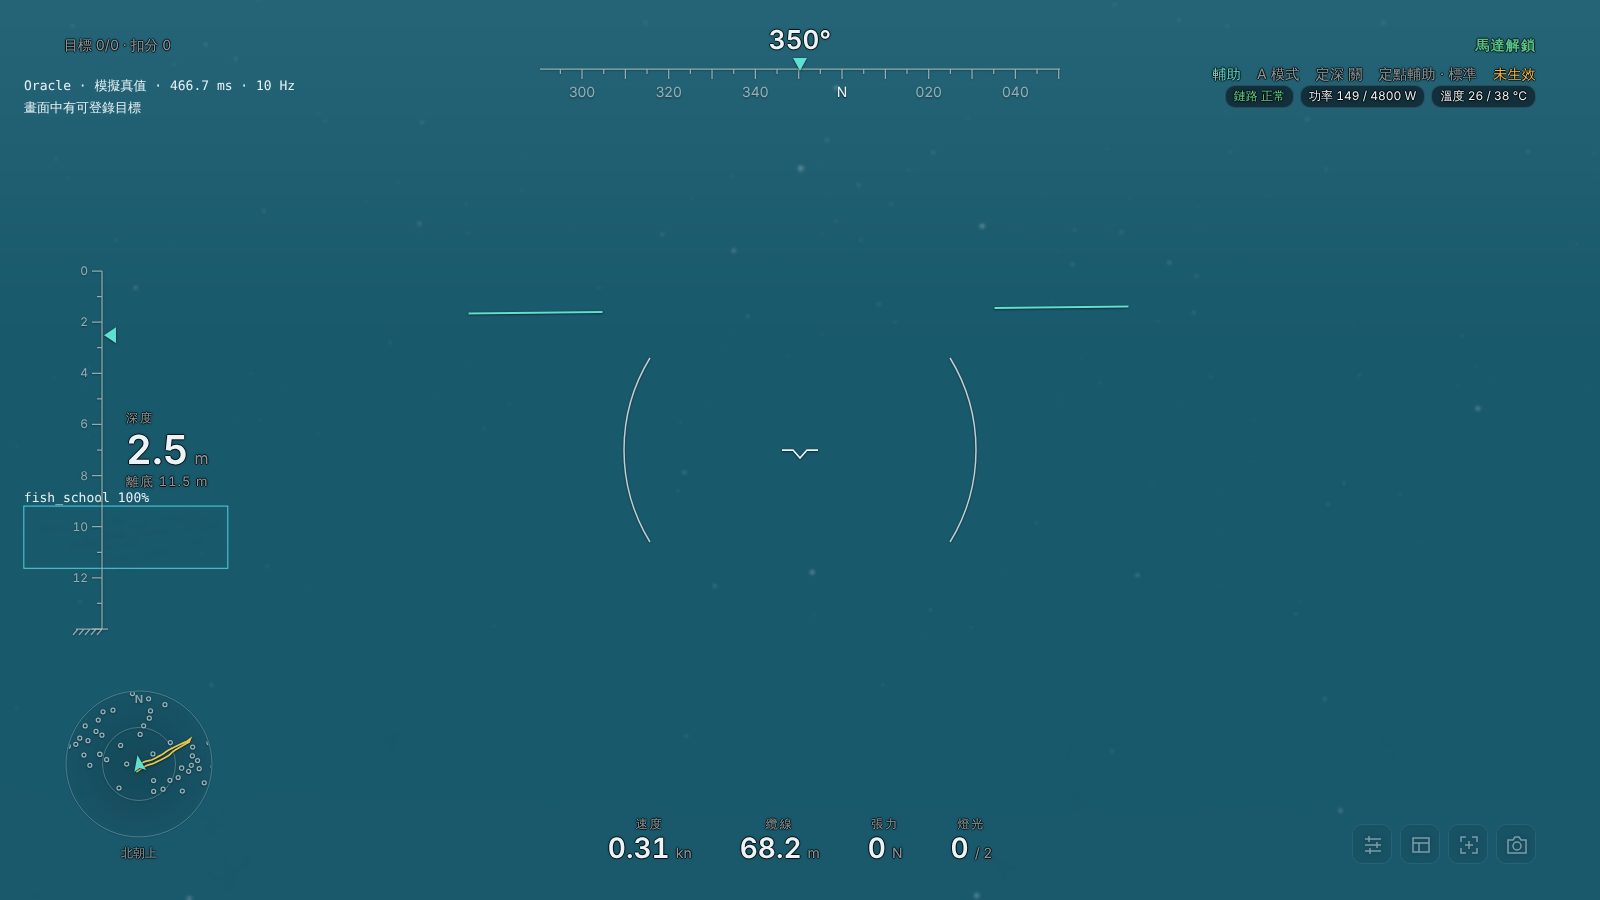 目標 0/0 · 扣分 0
350°
馬達解鎖
輔助 A 模式 定深 關 定點輔助 · 標準 未生效
Oracle · 模擬真值 · 466.7 ms · 10 Hz
鏈路 正常 功率 149 / 4800 W 溫度 26 / 38 °C
300 320 340 N 020 040
畫面中有可登錄目標
0
2
4
6
8
10
12
深度
2.5 m
離底 11.5 m
fish_school 100%
N
北朝上
速度 纜線 張力 燈光
0.31 kn 68.2 m 0 N 0 / 2